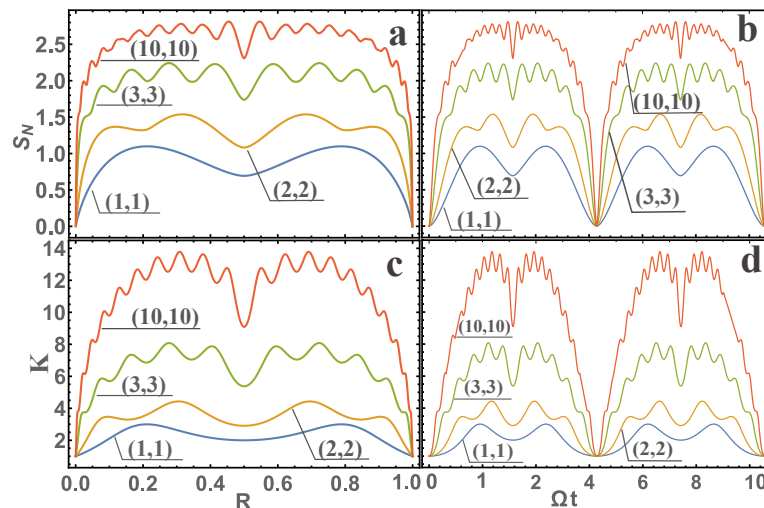 a
S_N
2.5
2.0
1.5
1.0
0.5
0.0
(10,10)
(3,3)
(2,2)
(1,1)
b
(10,10)
(2,2)
(3,3)
(1,1)
c
K
14
12
10
8
6
4
2
(10,10)
(3,3)
(1,1)
(2,2)
0.0 0.2 0.4 0.6 0.8 1.0
R
d
(10,10)
(3,3)
(1,1)
(2,2)
0 1 2 4 6 8 10
Ωt